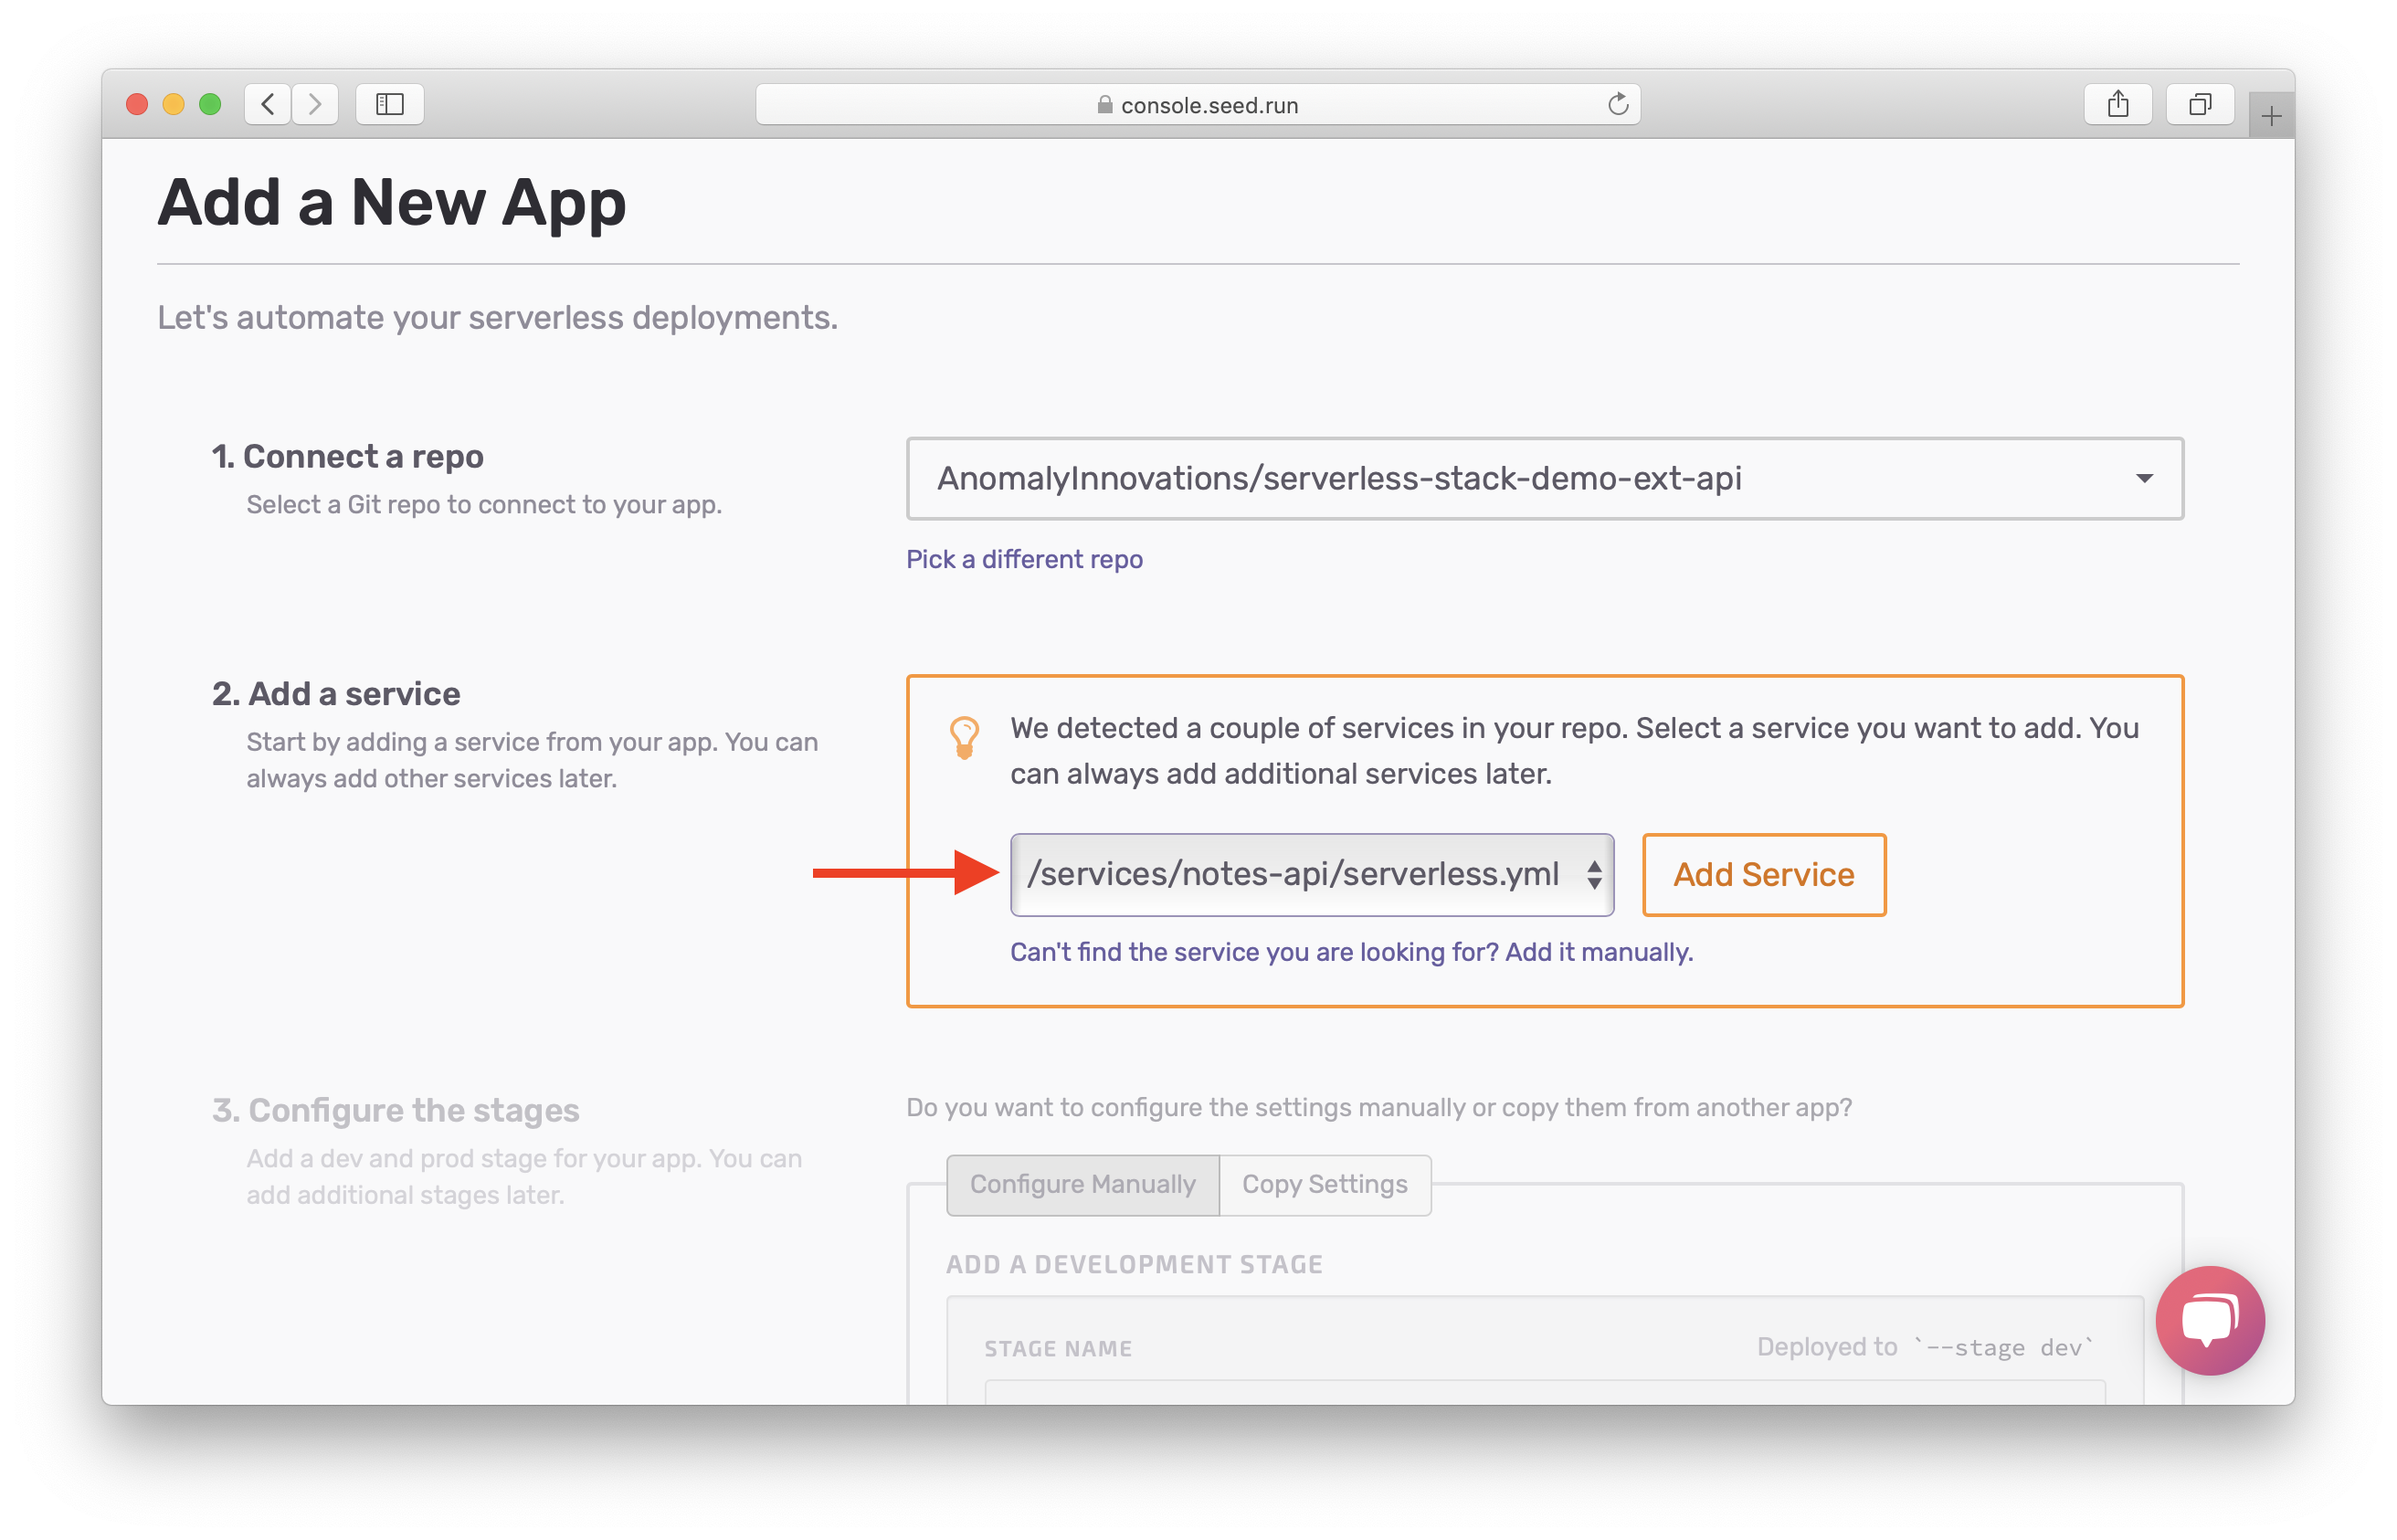 console.seed.run
Add a New App
Let's automate your serverless deployments.
1. Connect a repo
Select a Git repo to connect to your app.
AnomalyInnovations/serverless-stack-demo-ext-api
Pick a different repo
2. Add a service
Start by adding a service from your app. You can
always add other services later.
We detected a couple of services in your repo. Select a service you want to add. You
can always add additional services later.
/services/notes-api/serverless.yml
Add Service
Can't find the service you are looking for? Add it manually.
3. Configure the stages
Add a dev and prod stage for your app. You can
add additional stages later.
Do you want to configure the settings manually or copy them from another app?
Configure Manually
Copy Settings
ADD A DEVELOPMENT STAGE
STAGE NAME
Deployed to `--stage dev`